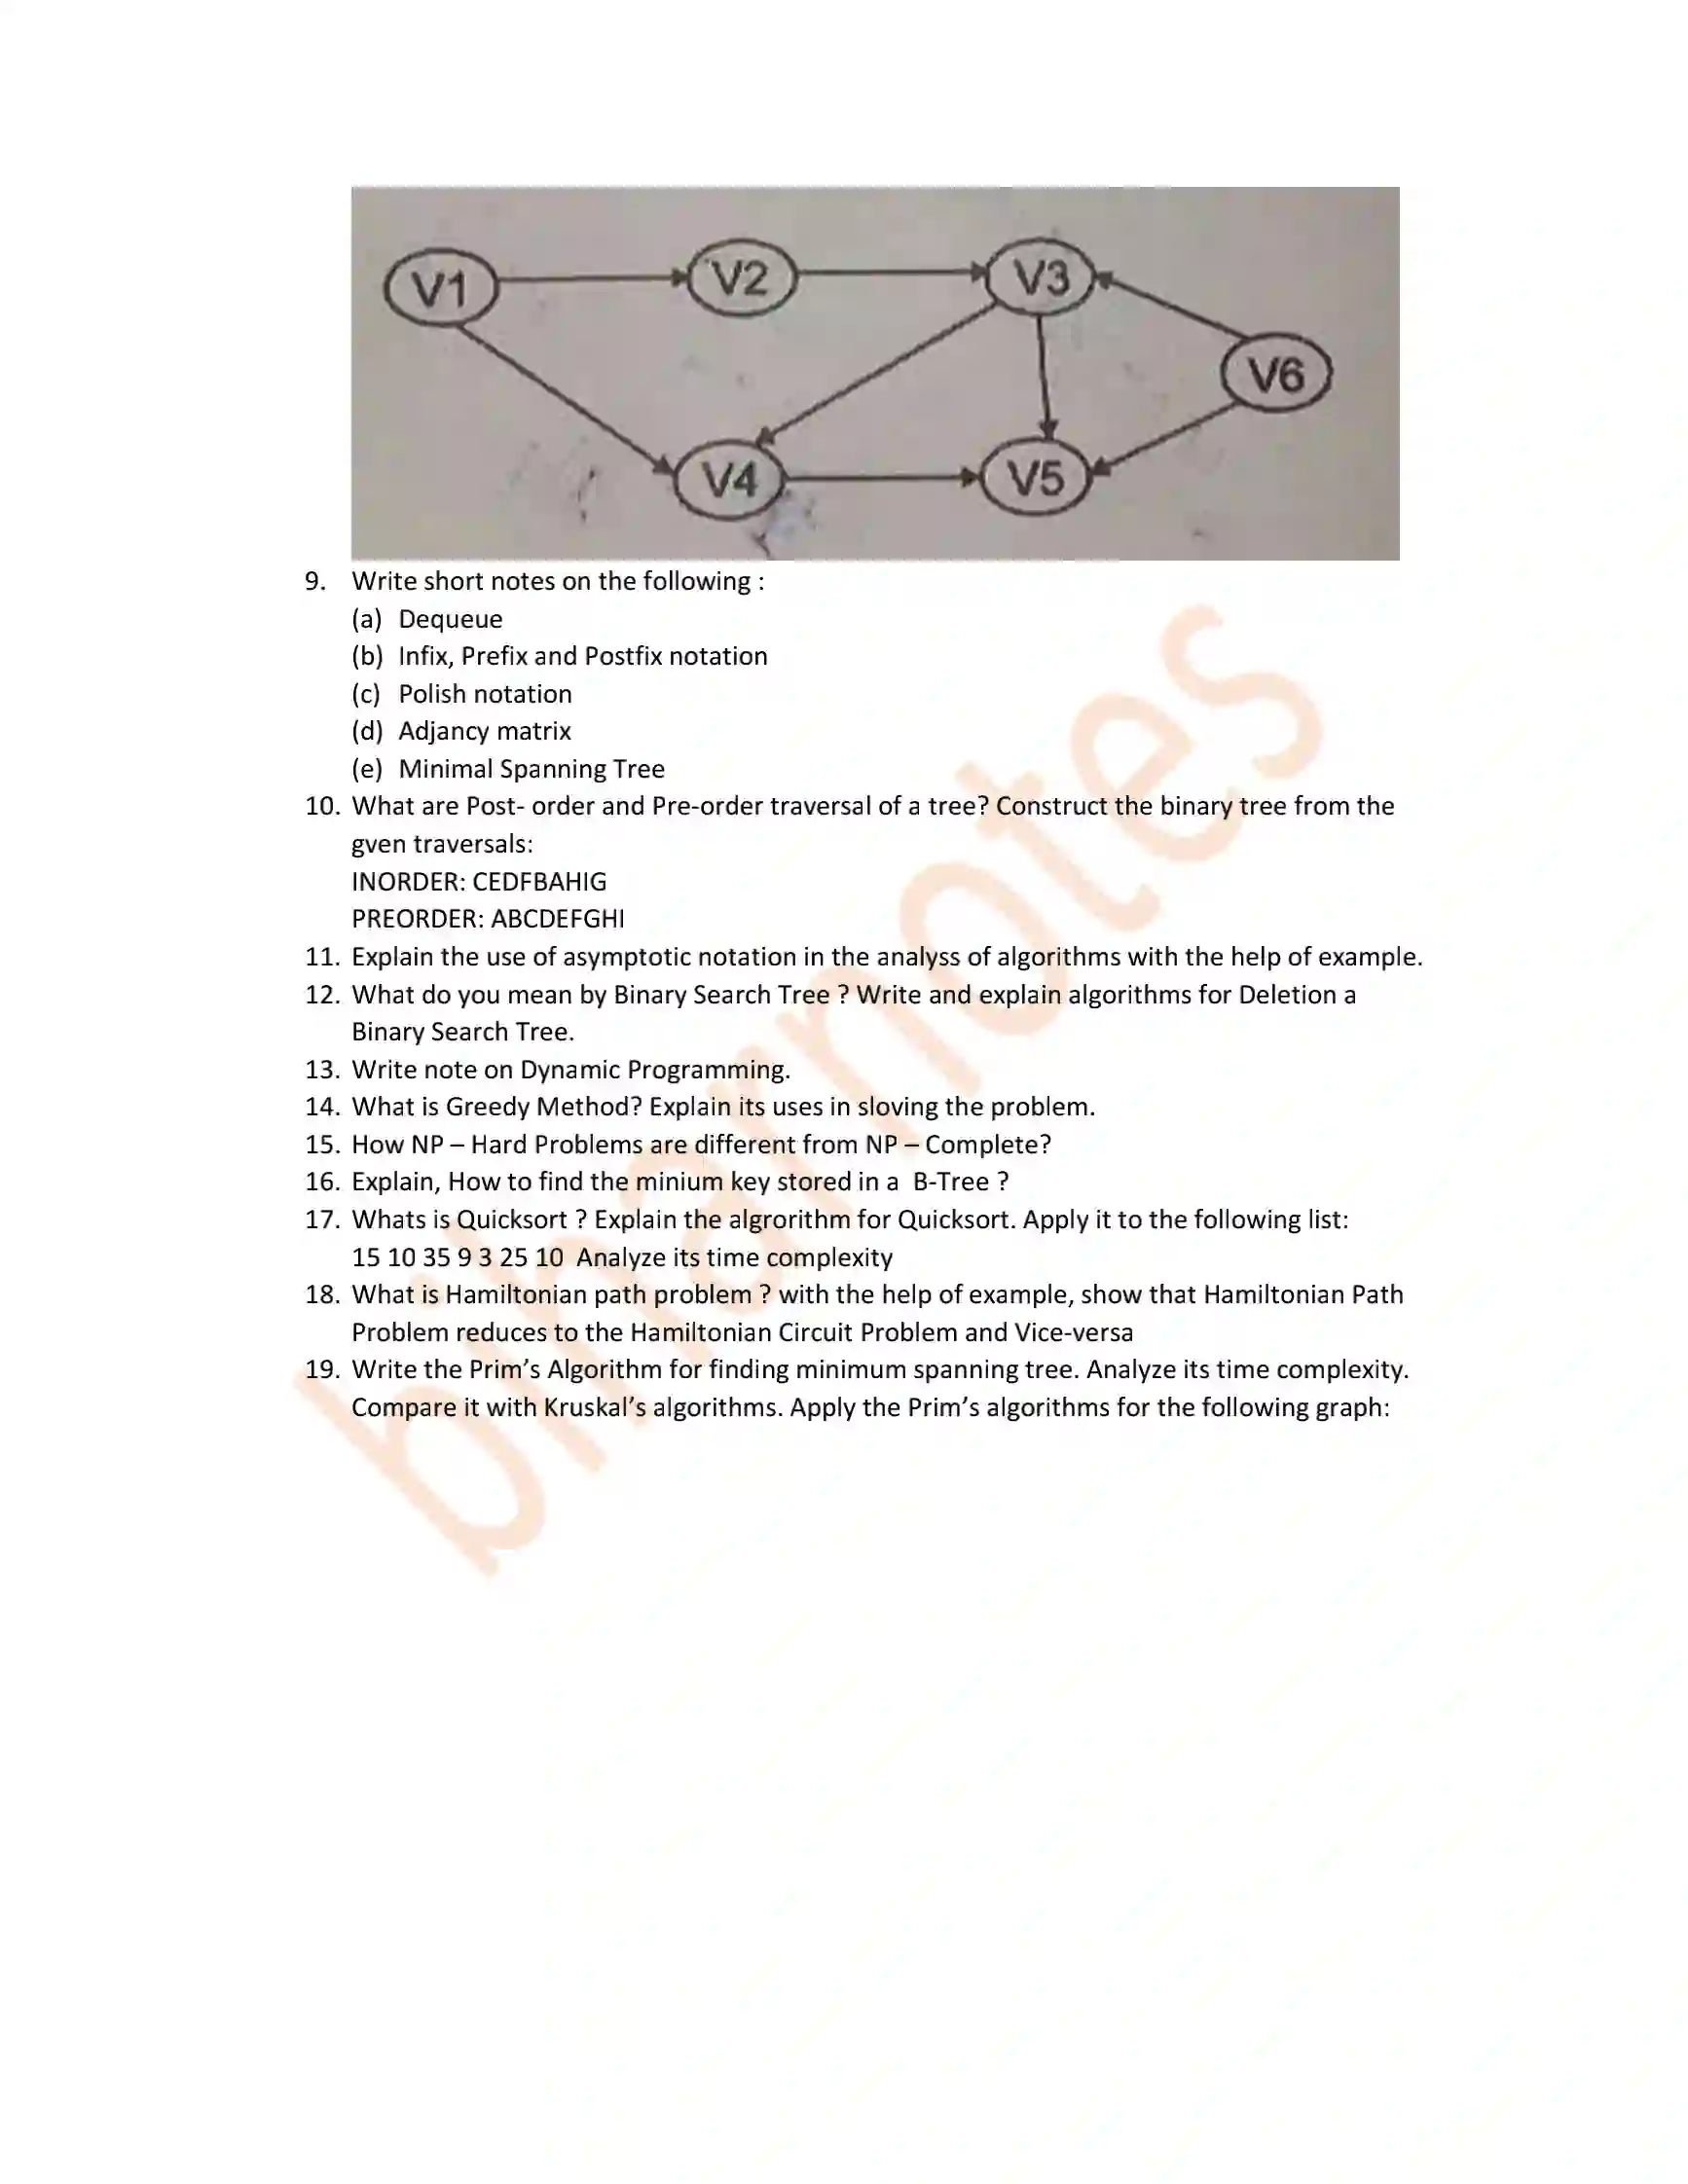 V1 V2 V3
V6
V4 V5
9. Write short notes on the following :
(a) Dequeue
(b) Infix, Prefix and Postfix notation
(c) Polish notation
(d) Adjancy matrix
(e) Minimal Spanning Tree
10. What are Post- order and Pre-order traversal of a tree? Construct the binary tree from the
gven traversals:
INORDER: CEDFBAHIG
PREORDER: ABCDEFGHI
11. Explain the use of asymptotic notation in the analyss of algorithms with the help of example.
12. What do you mean by Binary Search Tree ? Write and explain algorithms for Deletion a
Binary Search Tree.
13. Write note on Dynamic Programming.
14. What is Greedy Method? Explain its uses in sloving the problem.
15. How NP – Hard Problems are different from NP – Complete?
16. Explain, How to find the minium key stored in a  B-Tree ?
17. Whats is Quicksort ? Explain the algrorithm for Quicksort. Apply it to the following list:
15 10 35 9 3 25 10  Analyze its time complexity
18. What is Hamiltonian path problem ? with the help of example, show that Hamiltonian Path
Problem reduces to the Hamiltonian Circuit Problem and Vice-versa
19. Write the Prim’s Algorithm for finding minimum spanning tree. Analyze its time complexity.
Compare it with Kruskal’s algorithms. Apply the Prim’s algorithms for the following graph:
biharnotes